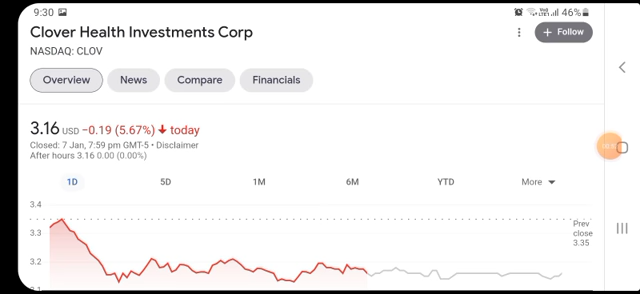 9:30 46%
Clover Health Investments Corp
+ Follow
NASDAQ: CLOV
Overview News Compare Financials
3.16 USD −0.19 (5.67%) today
Closed: 7 Jan, 7:59 pm GMT-5 • Disclaimer
After hours 3.16 0.00 (0.00%)
1D 5D 1M 6M YTD More
3.4
3.3
3.2
Prev
close
3.35